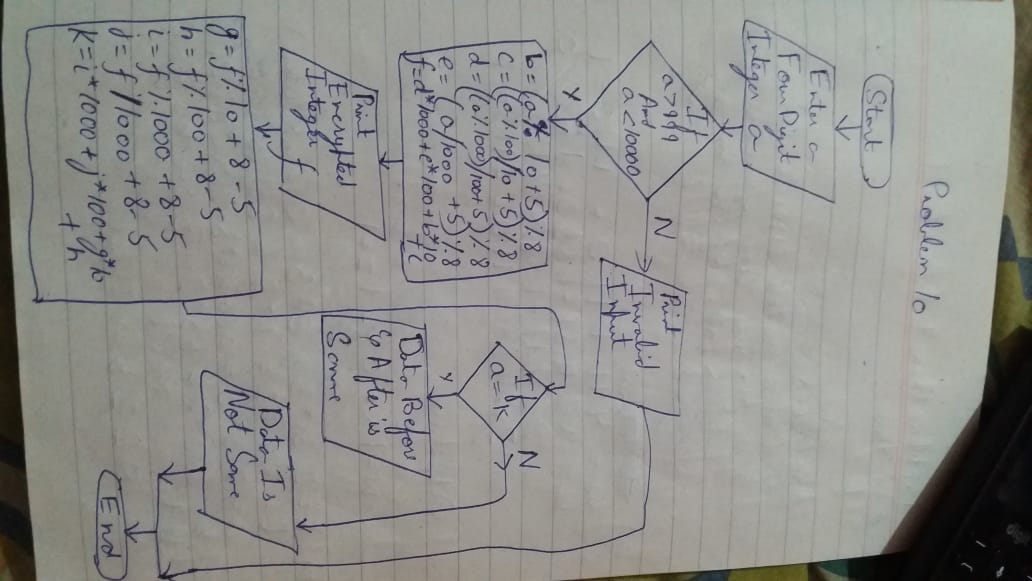 Problem 10
Start
Enter a
Four Digit
Integer a
If
a>999
And
a<10000
N
Print
Invalid
Input
Y
b=(a% 10+5)%8
c=((a%100)/10+5)%8
d=((a%1000)/100+5)%8
e=(a/1000 +5)%8
f=d*1000+e*100+b*10
+c
Print
Encrypted
Integer f
g=f%10+8-5
h=f%100+8-5
i=f%1000+8-5
j=f/1000+8-5
K=i*1000+j*100+g*10
+h
If
a=K
N
Y
Data Before
& After is
Same
Data Is
Not Same
End